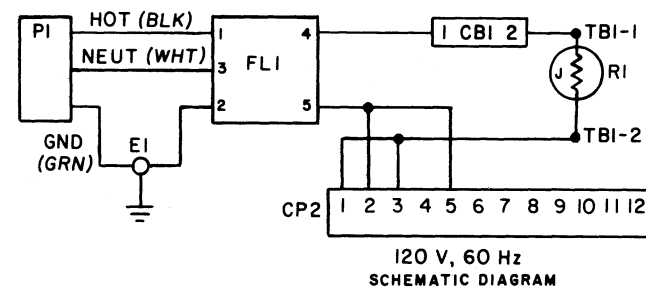 P1
HOT (BLK)
NEUT (WHT)
GND
(GRN)
E1
1
3
2
FL1
4
5
1 CB1 2
TB1-1
J
R1
TB1-2
CP2
1 2 3 4 5 6 7 8 9 10 11 12
120 V, 60 Hz
SCHEMATIC DIAGRAM